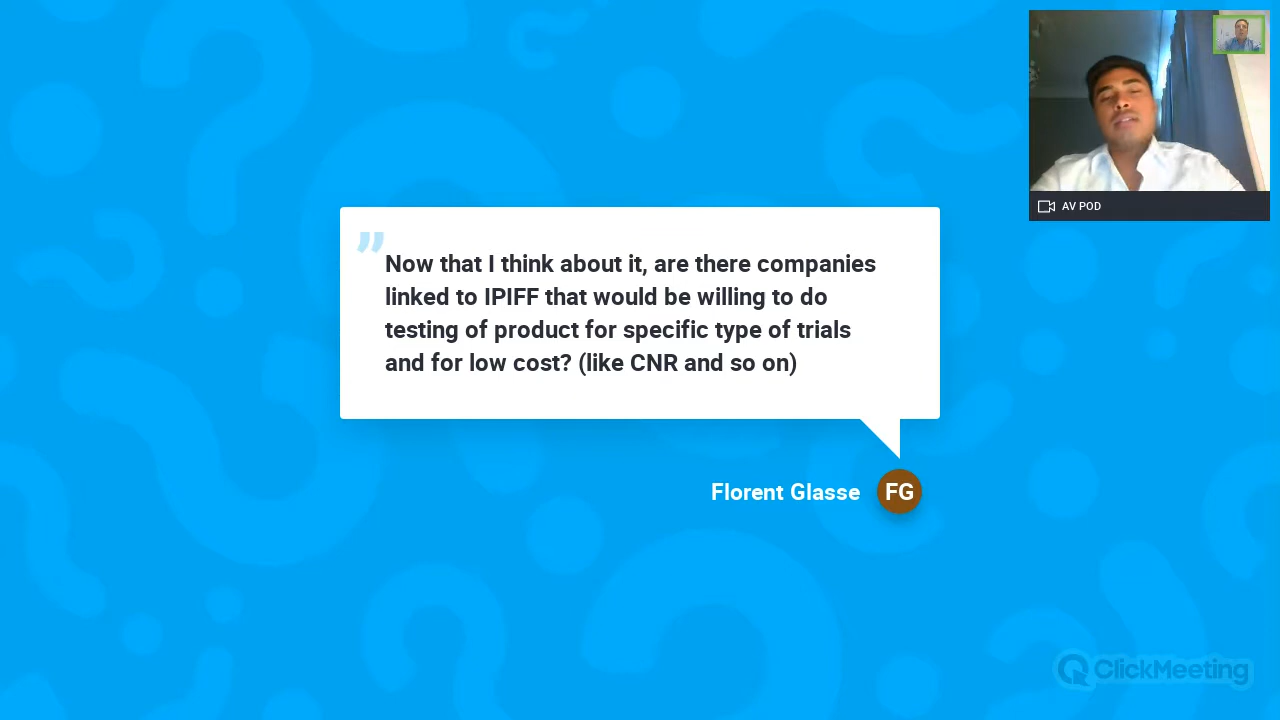 AV POD
"
Now that I think about it, are there companies
linked to IPIFF that would be willing to do
testing of product for specific type of trials
and for low cost? (like CNR and so on)
Florent Glasse FG
ClickMeeting